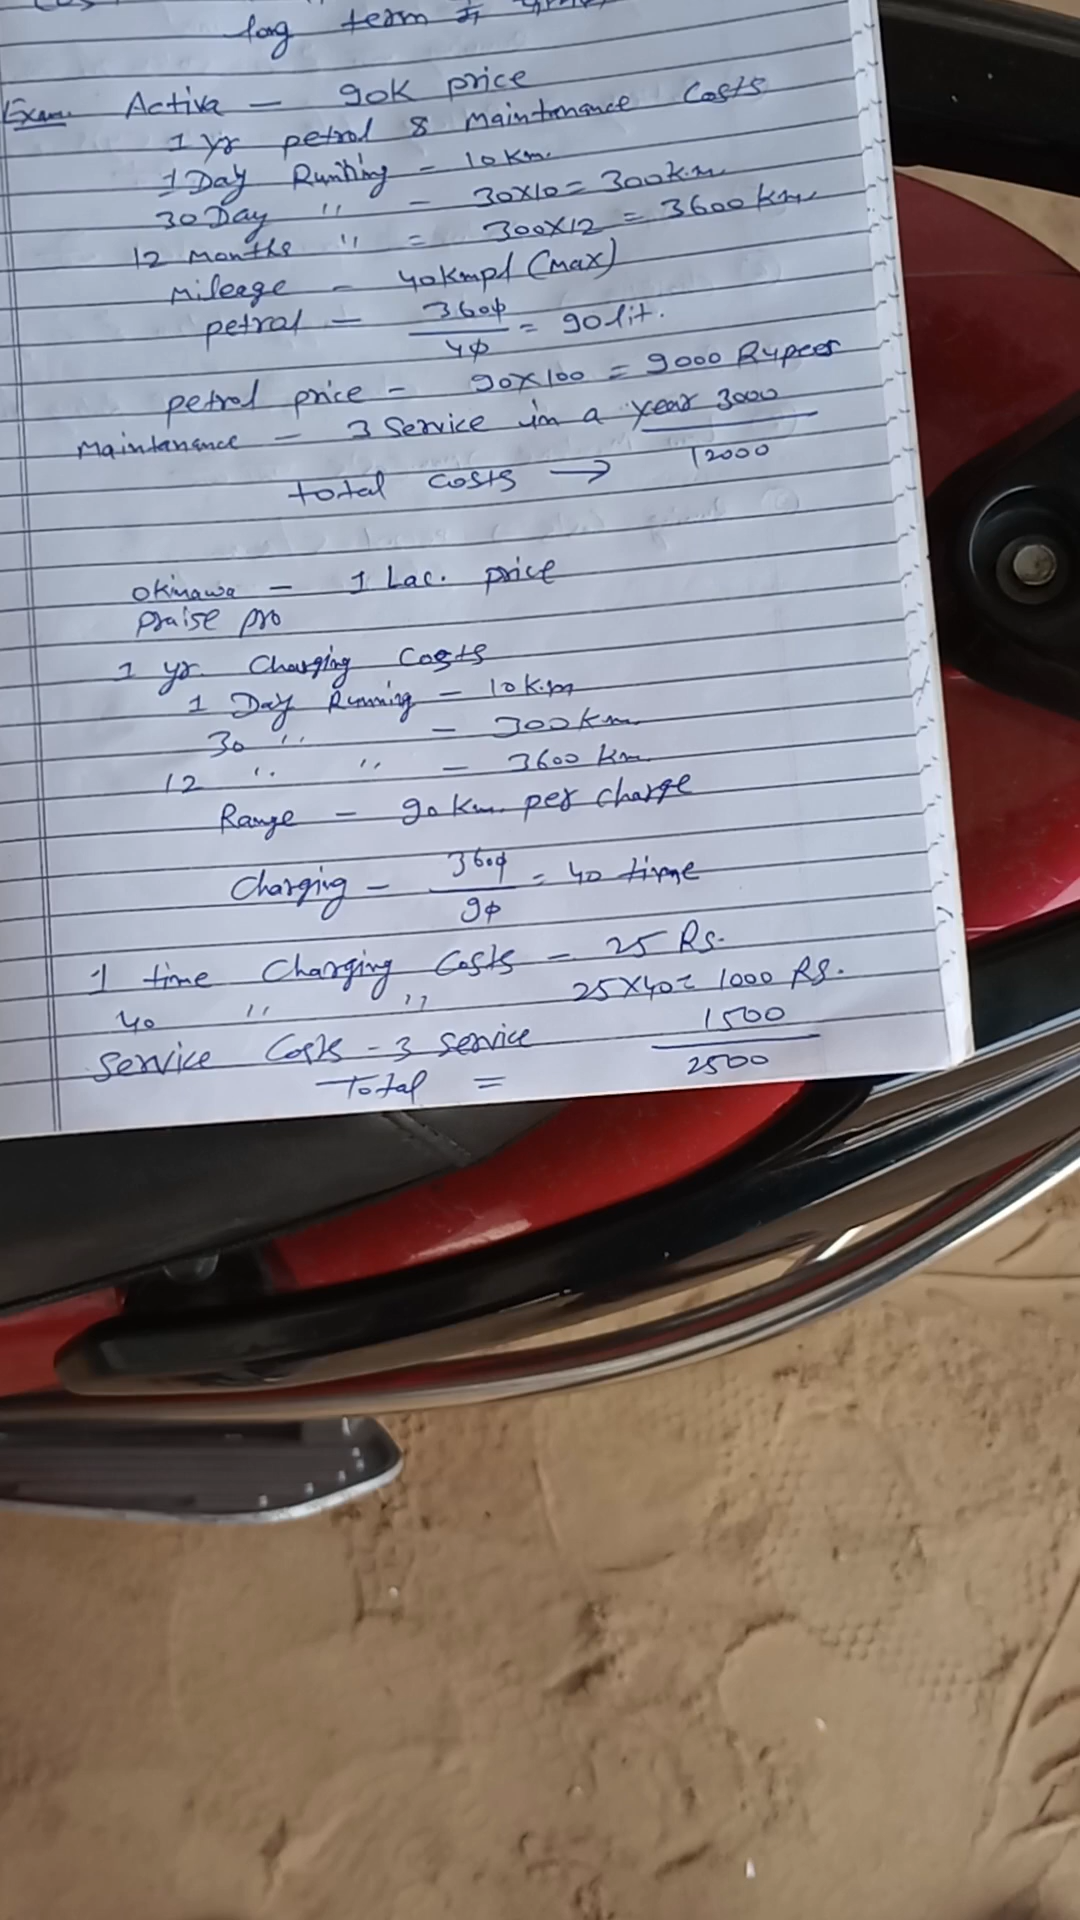 long term में
Exam. Activa — 90K price
1 yr petrol & Maintenance Costs
1 Day Running = 10 Km.
30 Day " — 30X10 = 300K.m.
12 months " = 300X12 = 3600 Km
Mileage — 40Kmpl (Max)
petrol — 3600/40 = 90 lit.
petrol price — 90X100 = 9000 Rupees
Maintanance — 3 Service in a year 3000
total costs → 12000
Okinawa — 1 Lac. price
praise pro
1 yr. Charging Costs
1 Day Running — 10 K.m
30 " " — 300 Km.
12 " " — 3600 Km.
Range — 90 Km. per charge
Charging — 3600/90 = 40 time
1 time Charging Costs — 25 Rs.
40 " " 25X40= 1000 RS.
Service Costs - 3 service 1500
Total = 2500